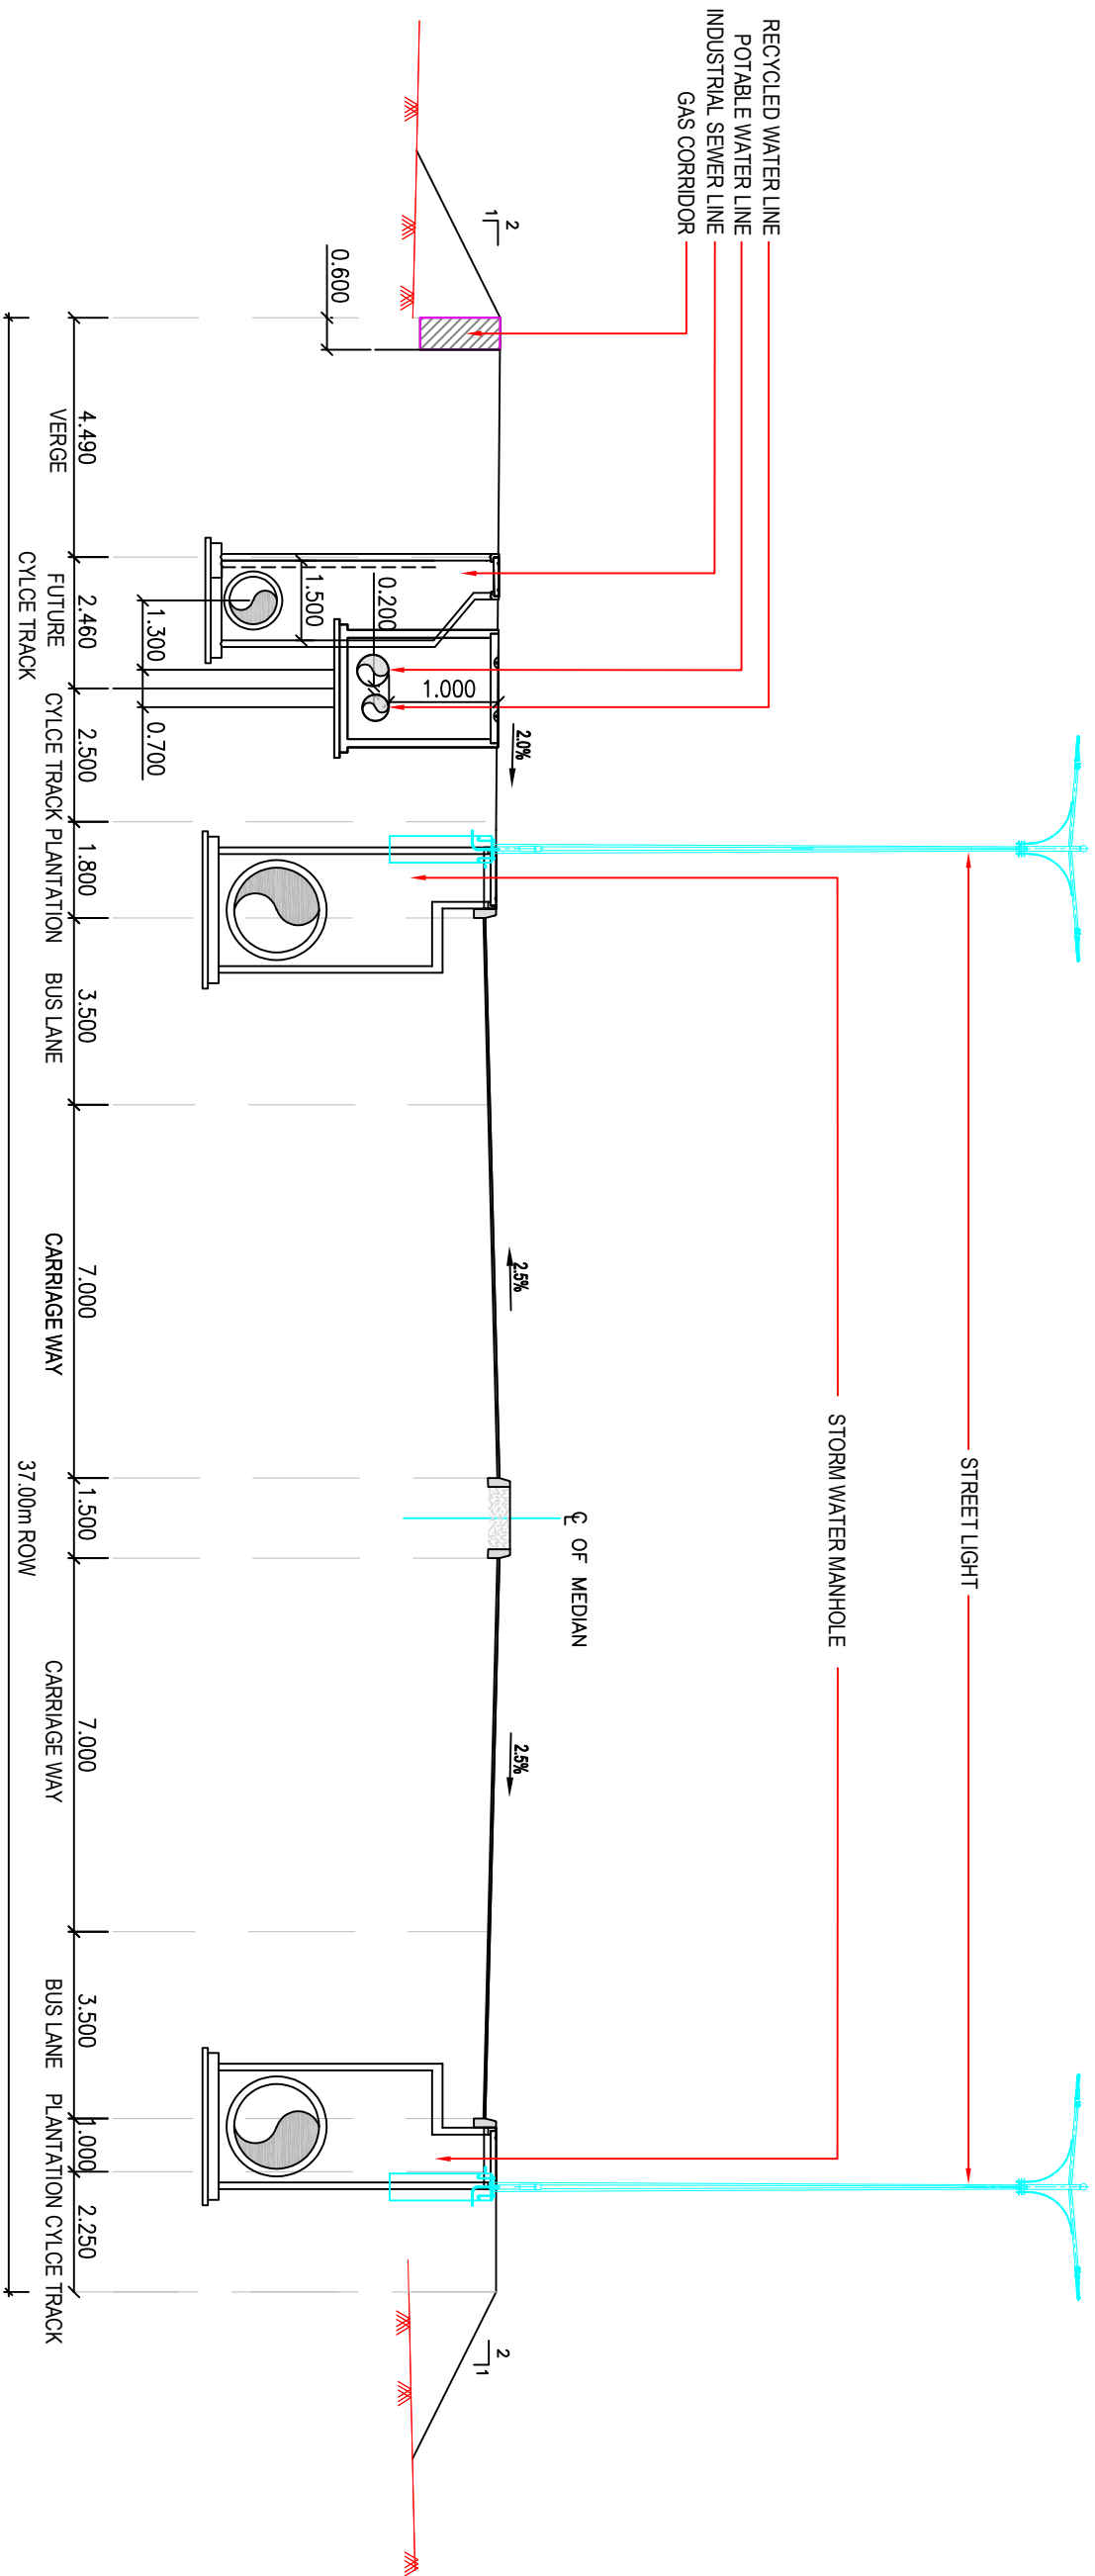 STREET LIGHT
STORM WATER MANHOLE
RECYCLED WATER LINE
POTABLE WATER LINE
INDUSTRIAL SEWER LINE
GAS CORRIDOR
℄ OF MEDIAN
2
1
2.0%
2.5%
2.5%
2
1
0.600
1.000
0.200
1.500
1.300
0.700
4.490
2.460
2.500
1.800
3.500
7.000
1.500
7.000
3.500
1.000
2.250
VERGE
FUTURE
CYLCE TRACK
CYLCE TRACK
PLANTATION
BUS LANE
CARRIAGE WAY
CARRIAGE WAY
BUS LANE
PLANTATION
CYLCE TRACK
37.00m ROW